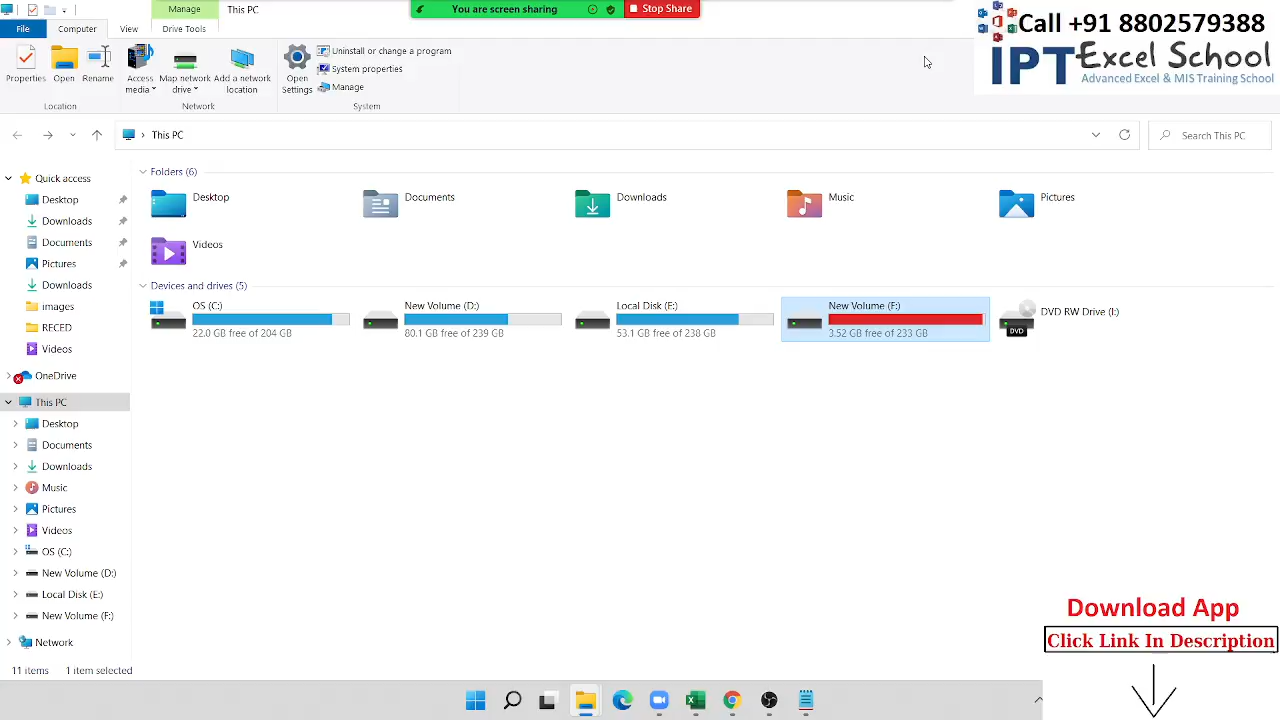 Manage
This PC
You are screen sharing
Stop Share
File
Computer
View
Drive Tools
Call +91 8802579388
IPT Excel School
Advanced Excel & MIS Training School
Properties
Open
Rename
Access media
Map network drive
Add a network location
Open Settings
Uninstall or change a program
System properties
Manage
Location
Network
System
This PC
Search This PC
Quick access
Desktop
Downloads
Documents
Pictures
Downloads
images
RECED
Videos
OneDrive
This PC
Desktop
Documents
Downloads
Music
Pictures
Videos
OS (C:)
New Volume (D:)
Local Disk (E:)
New Volume (F:)
Network
Folders (6)
Desktop
Documents
Downloads
Music
Pictures
Videos
Devices and drives (5)
OS (C:)
22.0 GB free of 204 GB
New Volume (D:)
80.1 GB free of 239 GB
Local Disk (E:)
53.1 GB free of 238 GB
New Volume (F:)
3.52 GB free of 233 GB
DVD RW Drive (I:)
DVD
Download App
Click Link In Description
11 items
1 item selected